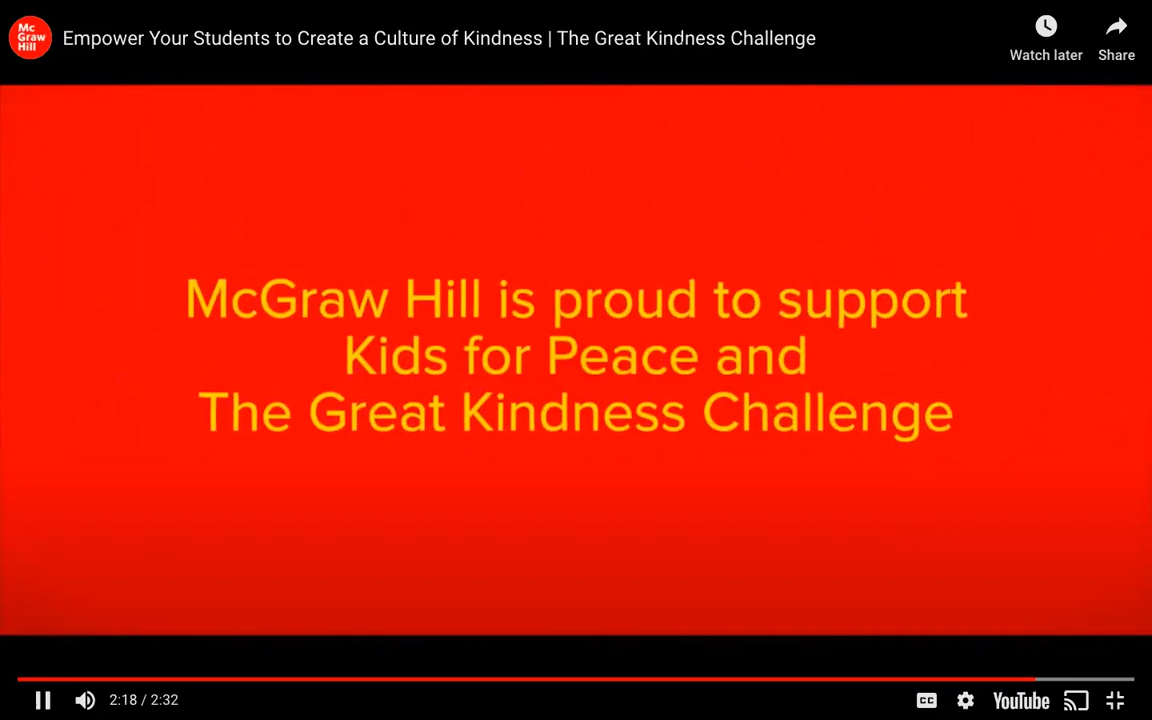 Mc
Graw
Hill
Empower Your Students to Create a Culture of Kindness | The Great Kindness Challenge
Watch later
Share
McGraw Hill is proud to support
Kids for Peace and
The Great Kindness Challenge
2:18 / 2:32
CC
YouTube